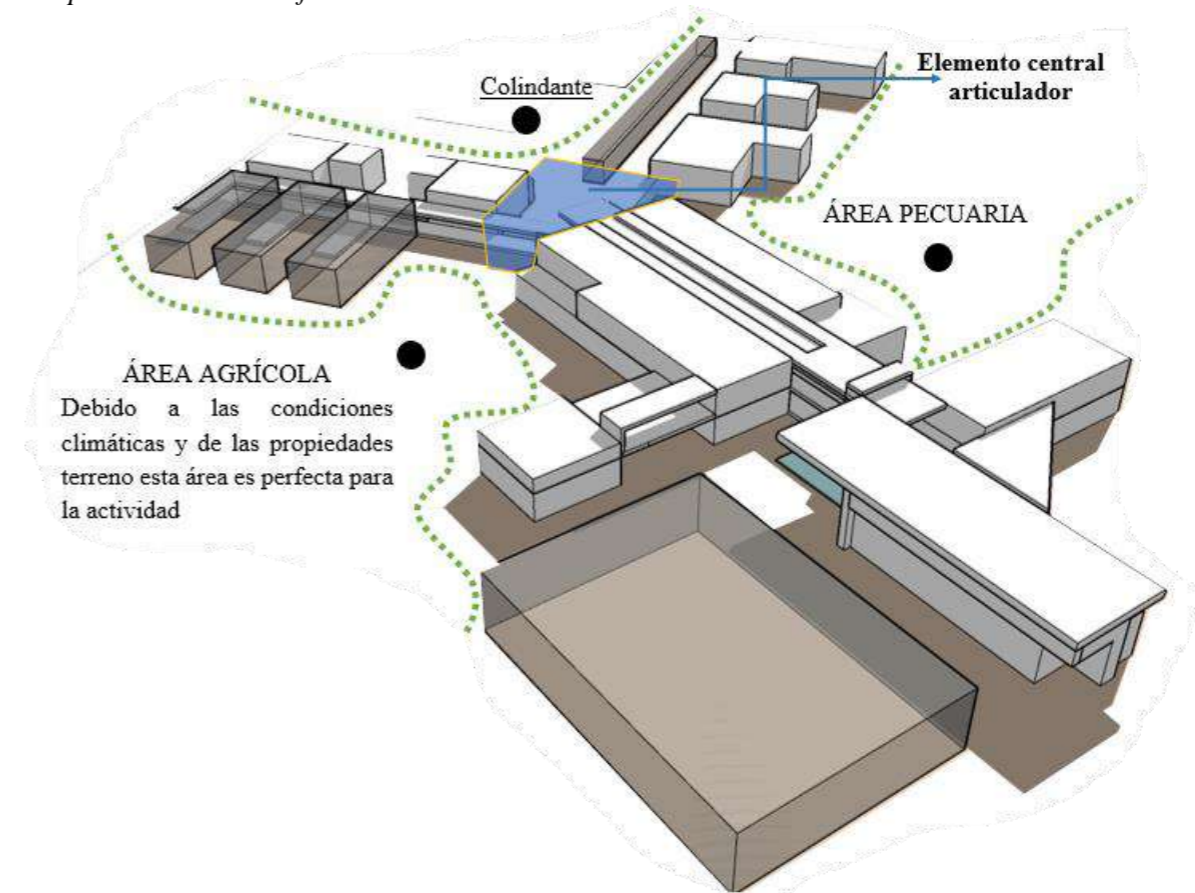 Colindante
Elemento central
articulador
ÁREA PECUARIA
ÁREA AGRÍCOLA
Debido a las condiciones
climáticas y de las propiedades
terreno esta área es perfecta para
la actividad